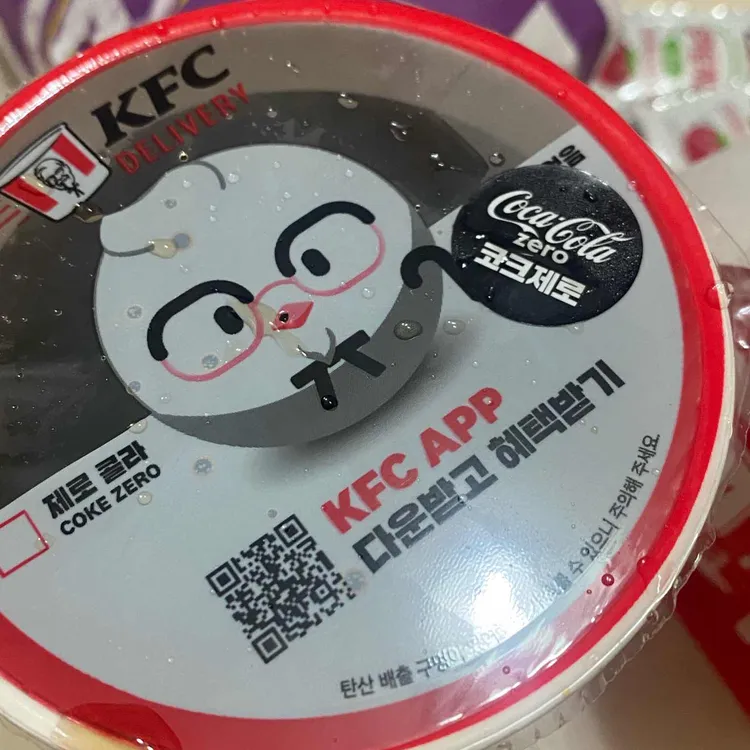 KFC
DELIVERY
Coca-Cola
zero
코크제로
제로 콜라
COKE ZERO
KFC APP
다운받고 혜택받기
탄산 배출 구멍이
수 있으니 주의해 주세요